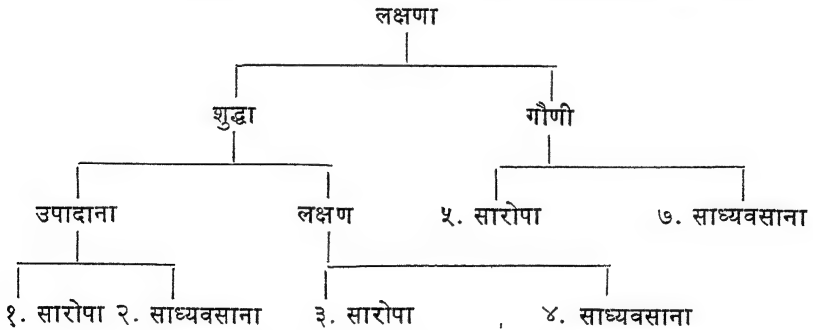 लक्षणा
शुद्धा गौणी
उपादाना लक्षण ५. सारोपा ७. साध्यवसाना
१. सारोपा २. साध्यवसाना ३. सारोपा ४. साध्यवसाना